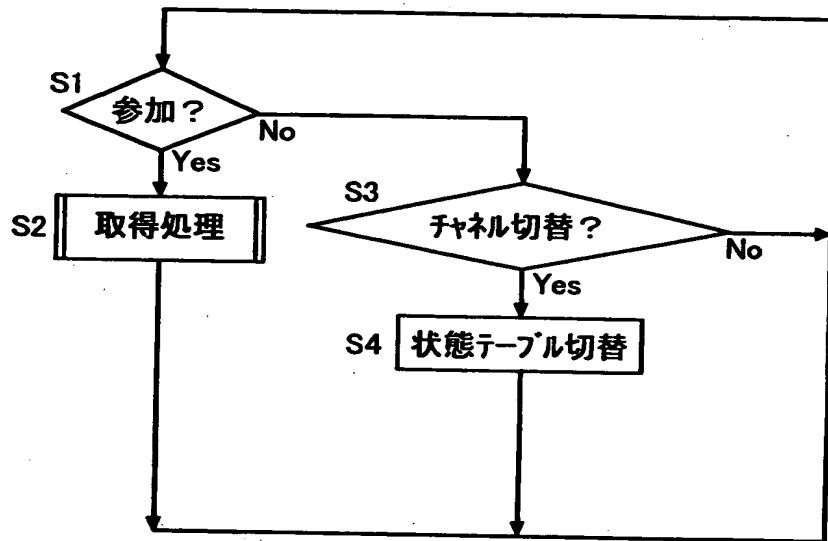 S1
参加?
No
Yes
S2
取得処理
S3
チャネル切替?
No
Yes
S4
状態テーブル切替